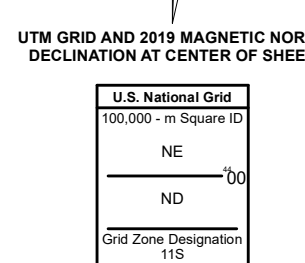 UTM GRID AND 2019 MAGNETIC NOR
DECLINATION AT CENTER OF SHEE
U.S. National Grid
100,000 - m Square ID
NE
4400
ND
Grid Zone Designation
11S